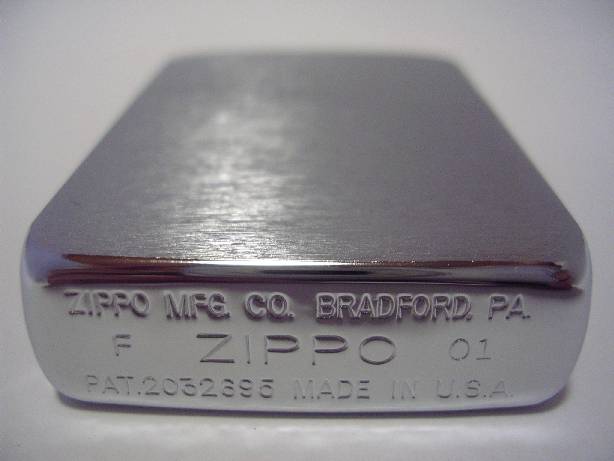 ZIPPO MFG. CO. BRADFORD, PA.
F ZIPPO 01
PAT.2032695 MADE IN U.S.A.